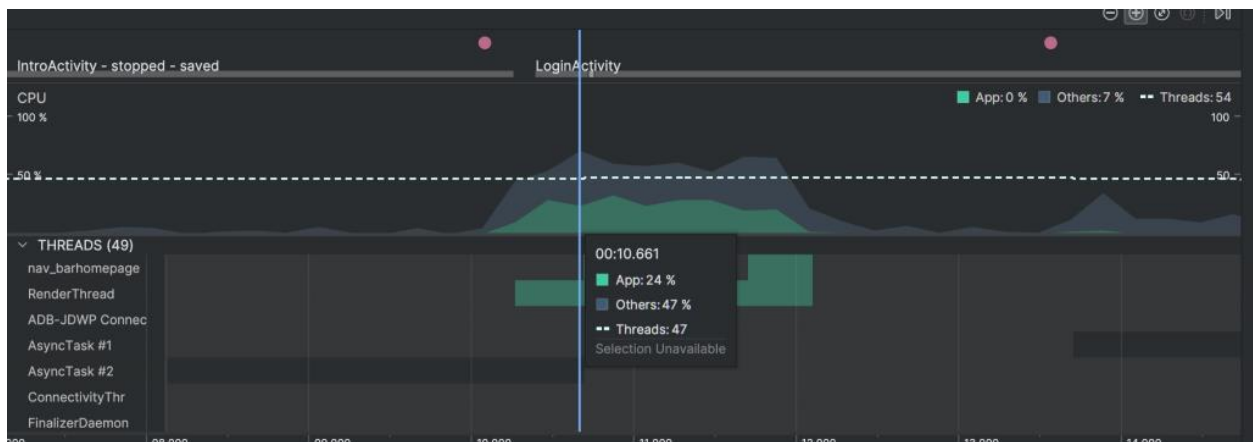 IntroActivity - stopped - saved
LoginActivity
CPU
App: 0 % Others: 7 % Threads: 54
100 %
100
50 %
50
THREADS (49)
nav_barhomepage
RenderThread
ADB-JDWP Connec
AsyncTask #1
AsyncTask #2
ConnectivityThr
FinalizerDaemon
00:10.661
App: 24 %
Others: 47 %
Threads: 47
Selection Unavailable